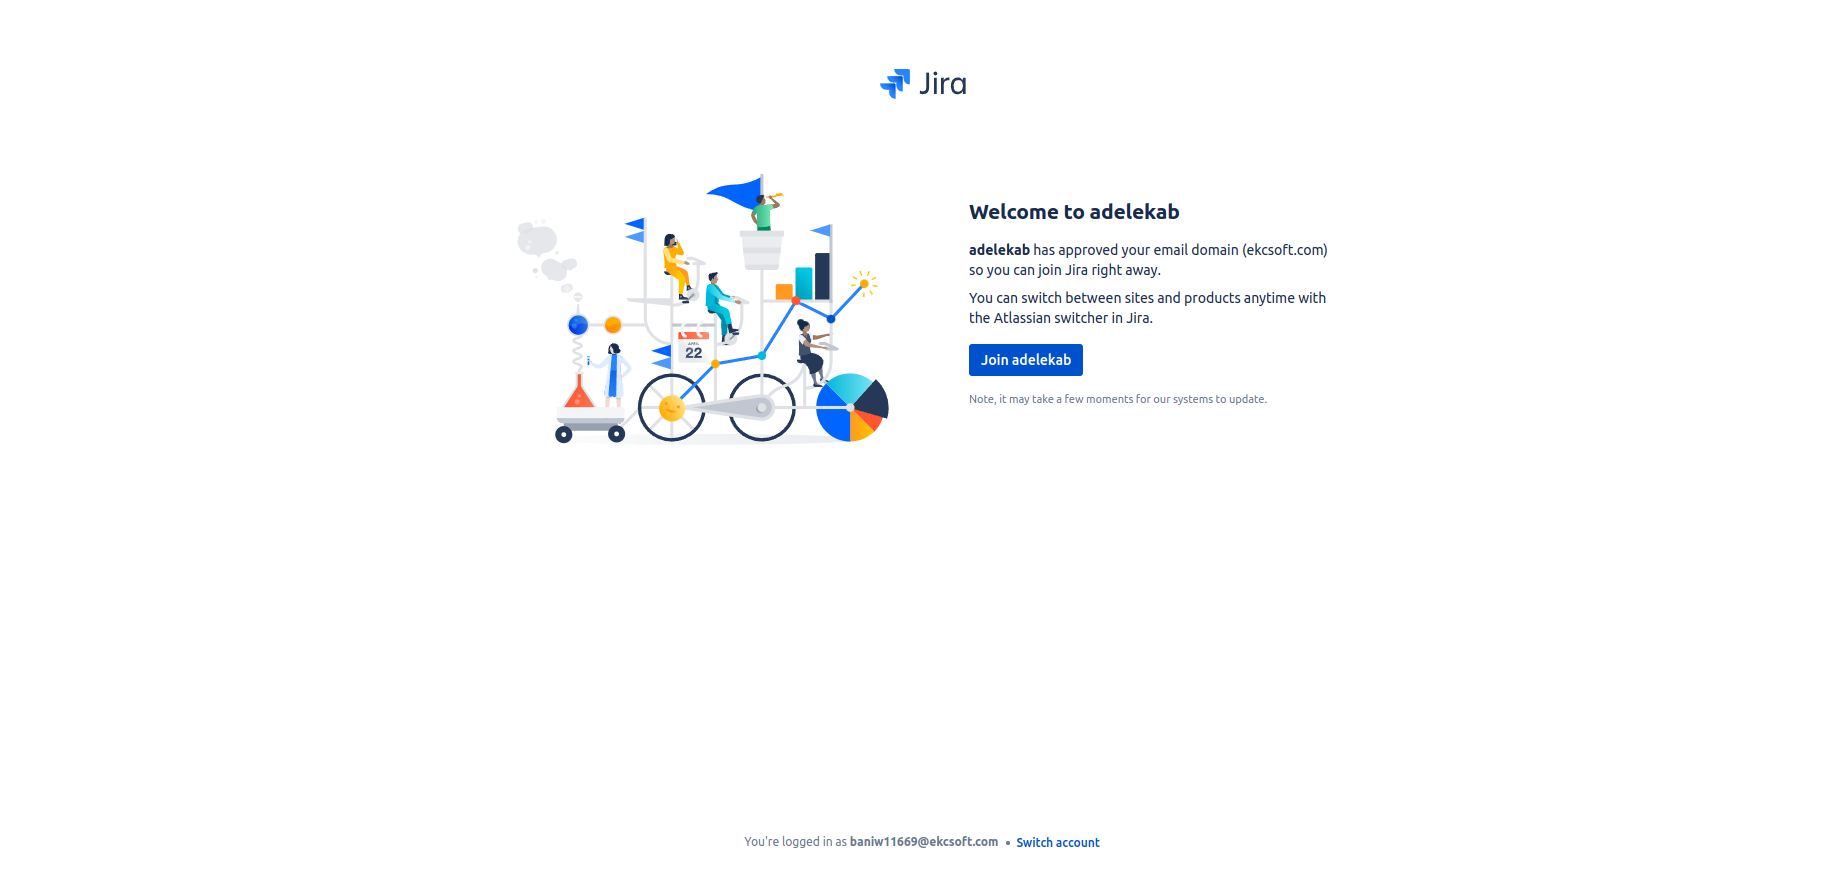 Jira
Welcome to adelekab
adelekab has approved your email domain (ekcsoft.com)
so you can join Jira right away.
You can switch between sites and products anytime with
the Atlassian switcher in Jira.
Join adelekab
Note, it may take a few moments for our systems to update.
APRIL
22
You're logged in as baniw11669@ekcsoft.com • Switch account